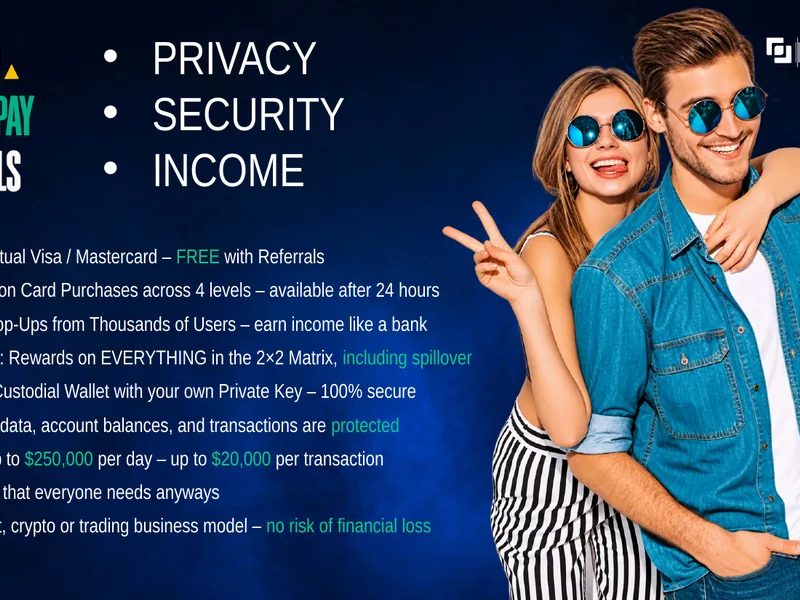 PAY
LS
• PRIVACY
• SECURITY
• INCOME
tual Visa / Mastercard – FREE with Referrals
on Card Purchases across 4 levels – available after 24 hours
op-Ups from Thousands of Users – earn income like a bank
: Rewards on EVERYTHING in the 2×2 Matrix, including spillover
Custodial Wallet with your own Private Key – 100% secure
data, account balances, and transactions are protected
to $250,000 per day – up to $20,000 per transaction
that everyone needs anyways
, crypto or trading business model – no risk of financial loss